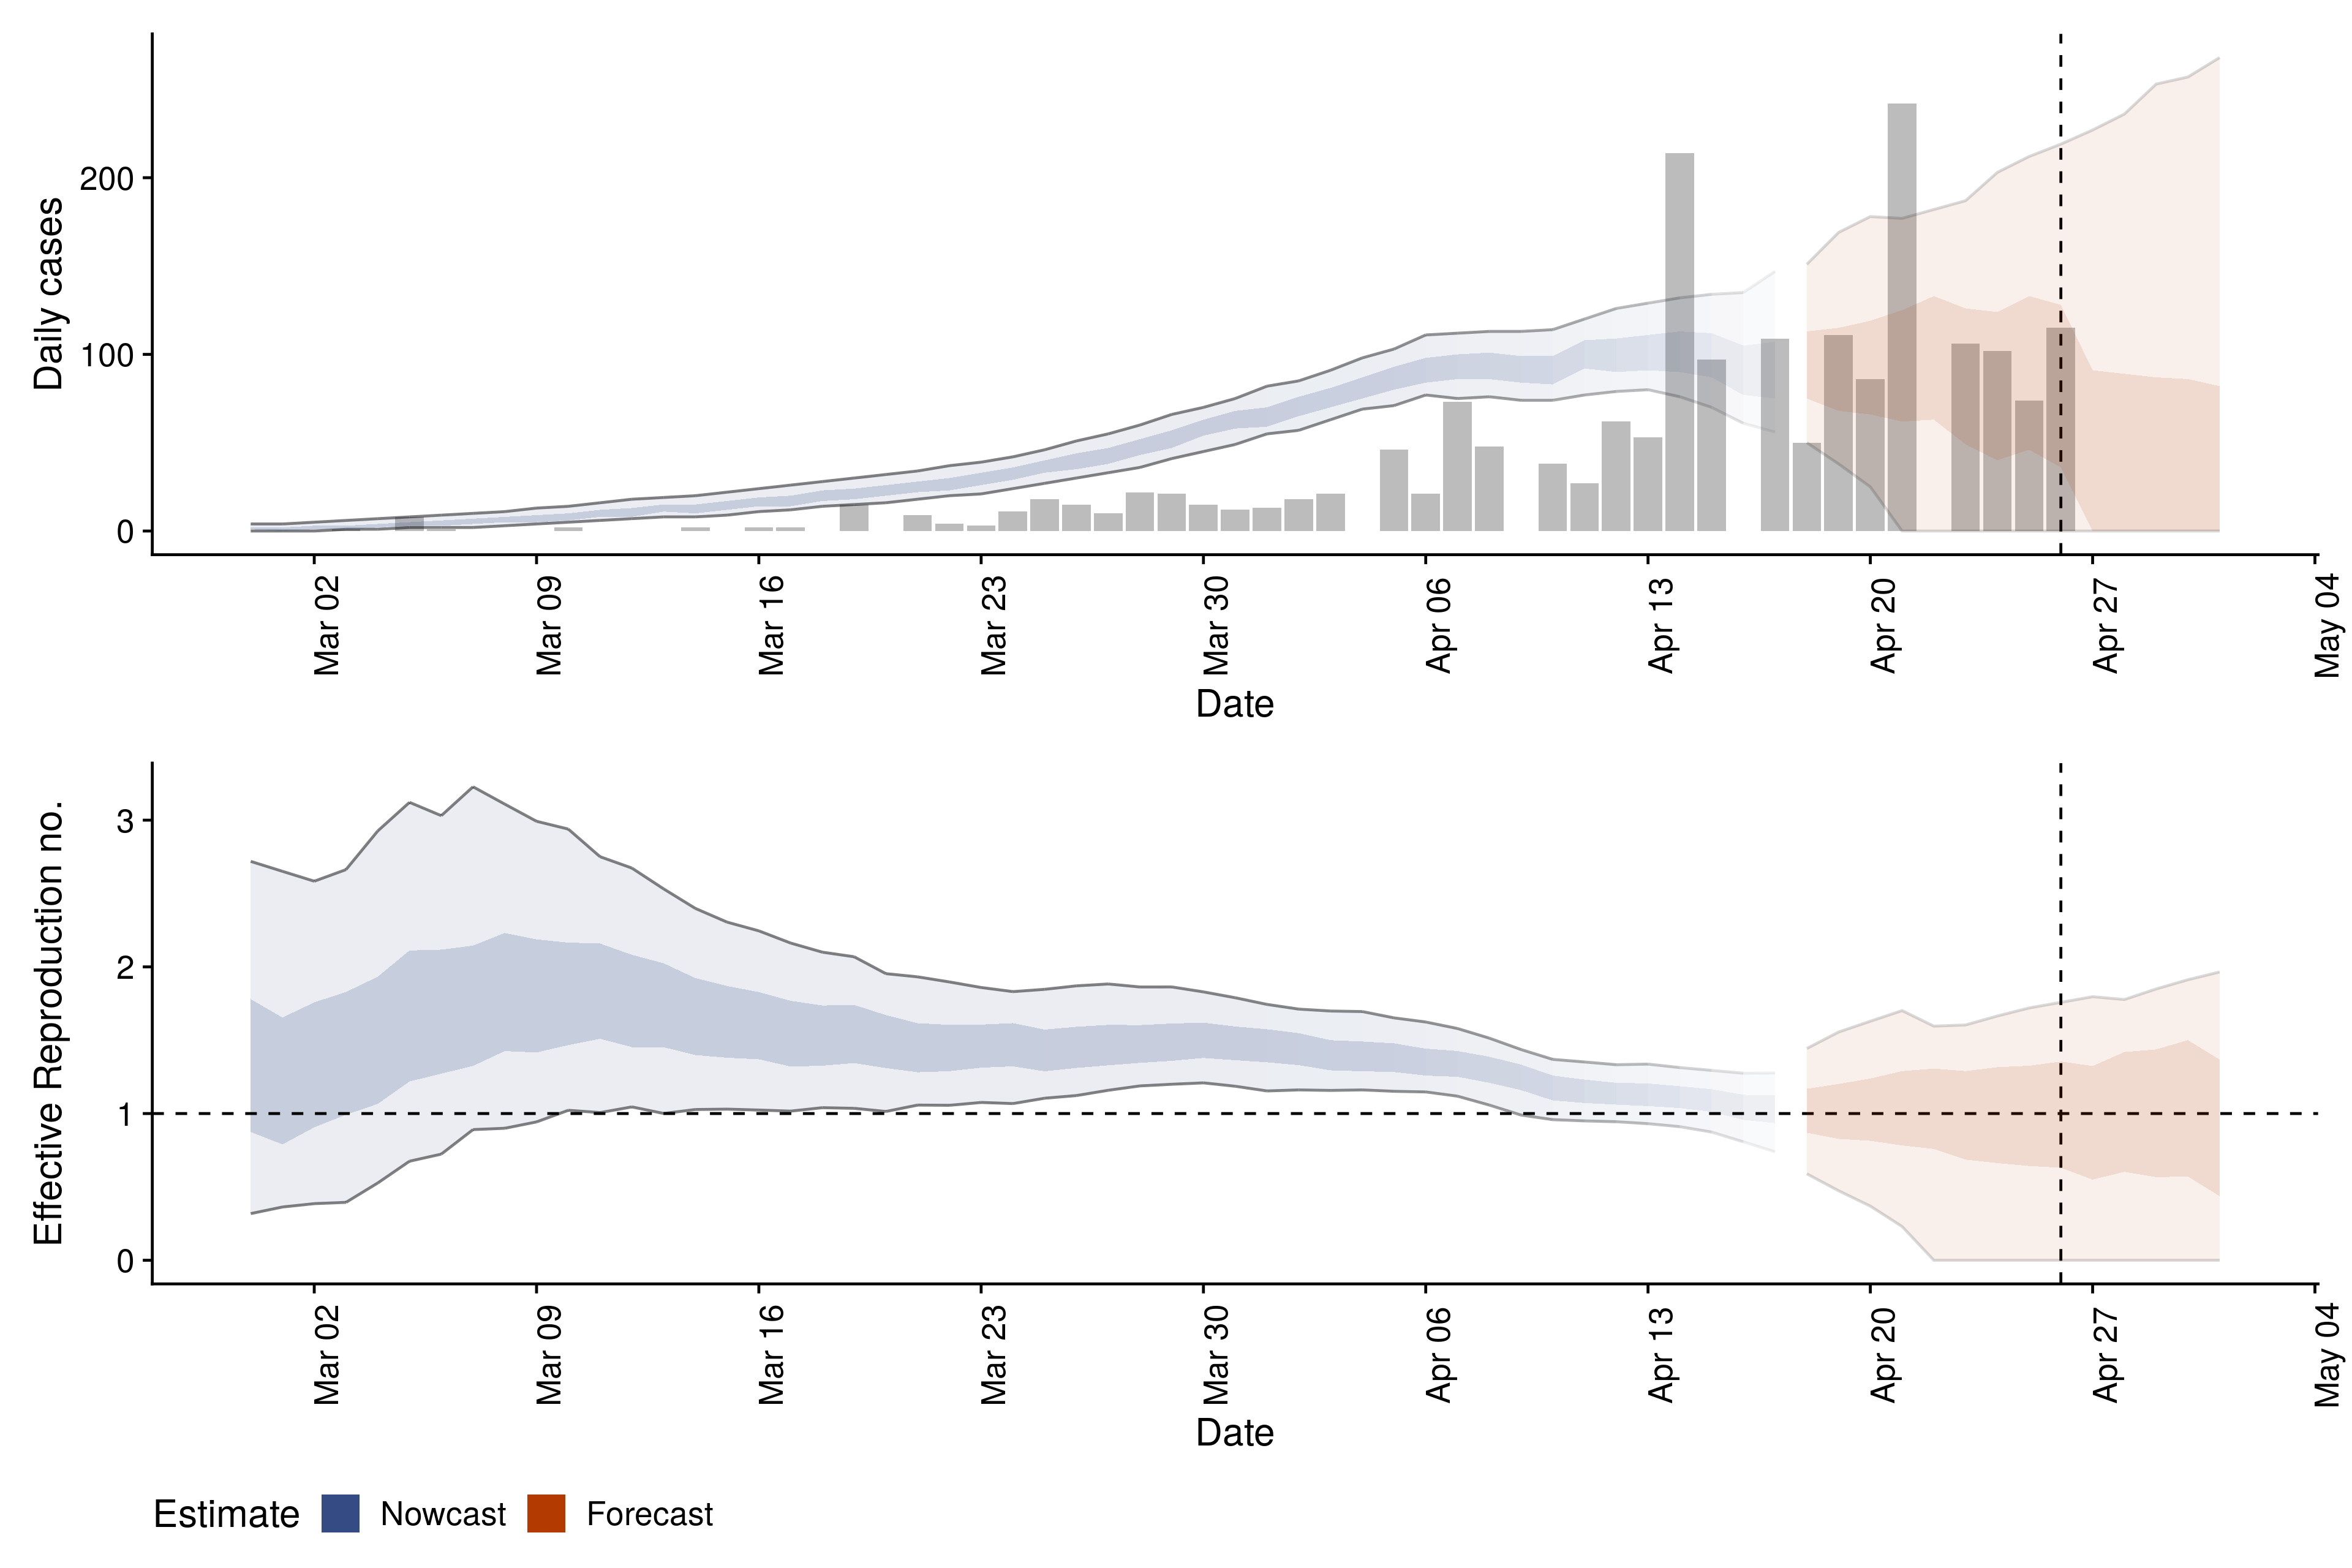 Daily cases
200
100
0
Mar 02
Mar 09
Mar 16
Mar 23
Mar 30
Apr 06
Apr 13
Apr 20
Apr 27
May 04
Date
Effective Reproduction no.
3
2
1
0
Mar 02
Mar 09
Mar 16
Mar 23
Mar 30
Apr 06
Apr 13
Apr 20
Apr 27
May 04
Date
Estimate Nowcast Forecast